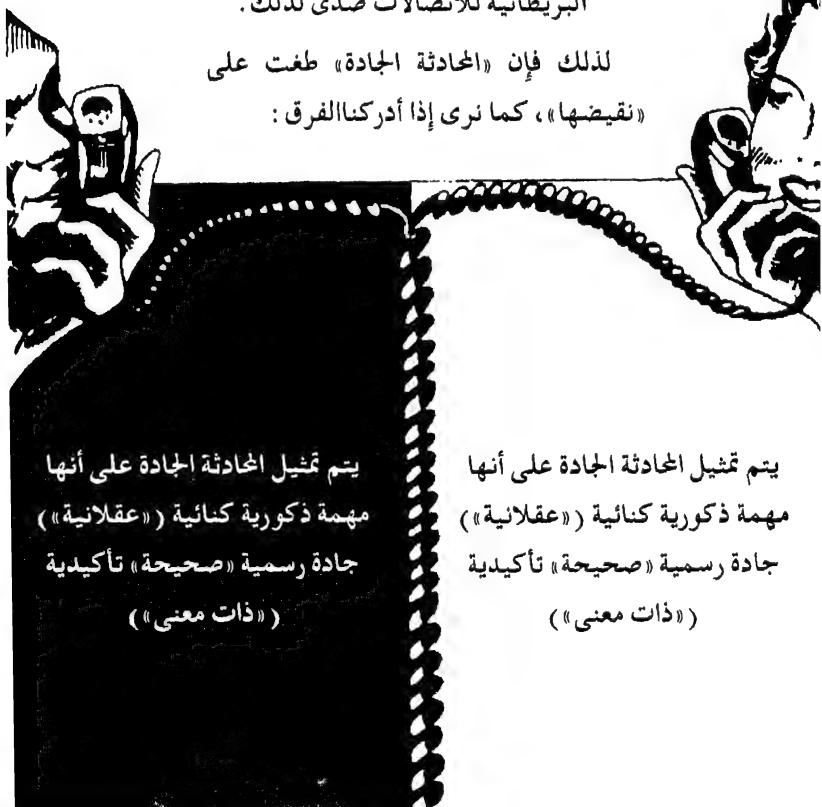 البريطانية للاتصالات صدى لذلك.
لذلك فإن «المحادثة الجادة» طغت على
«نقيضها»، كما نرى إذا أدركناالفرق :
يتم تمثيل المحادثة الجادة على أنها
مهمة ذكورية كنائية («عقلانية»)
جادة رسمية «صحيحة» تأكيدية
(«ذات معنى»)
يتم تمثيل المحادثة الجادة على أنها
مهمة ذكورية كنائية («عقلانية»)
جادة رسمية «صحيحة» تأكيدية
(«ذات معنى»)